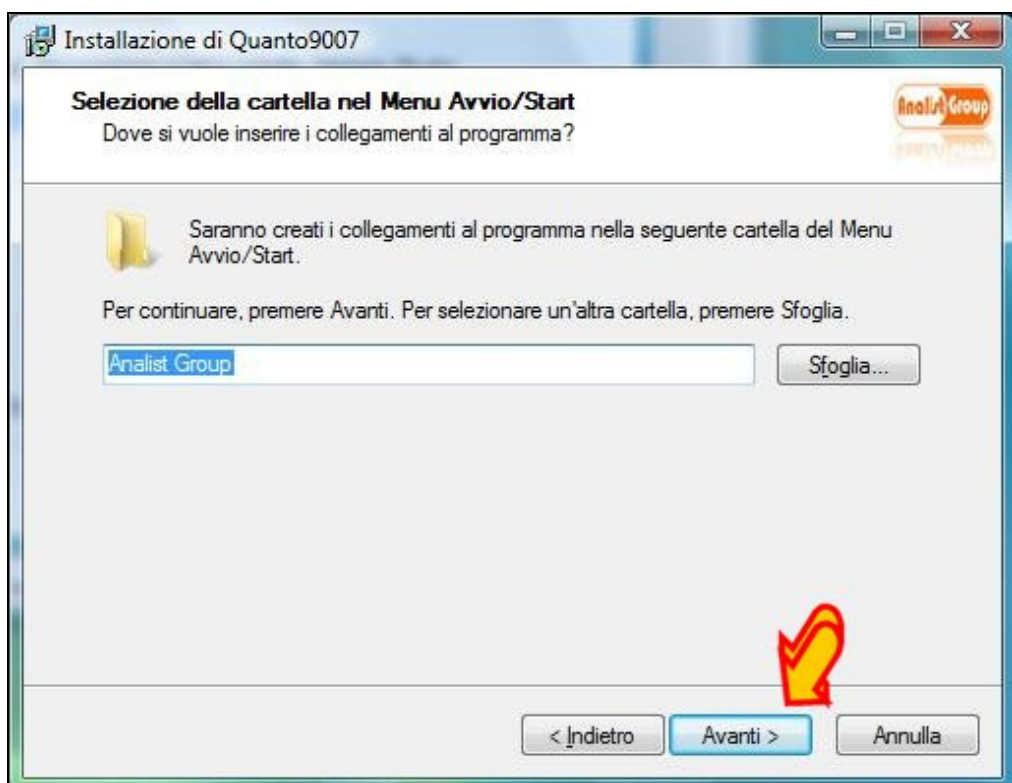 Installazione di Quanto9007
Selezione della cartella nel Menu Avvio/Start
Dove si vuole inserire i collegamenti al programma?
Analist Group
Saranno creati i collegamenti al programma nella seguente cartella del Menu
Avvio/Start.
Per continuare, premere Avanti. Per selezionare un'altra cartella, premere Sfoglia.
Analist Group
Sfoglia...
< Indietro
Avanti >
Annulla